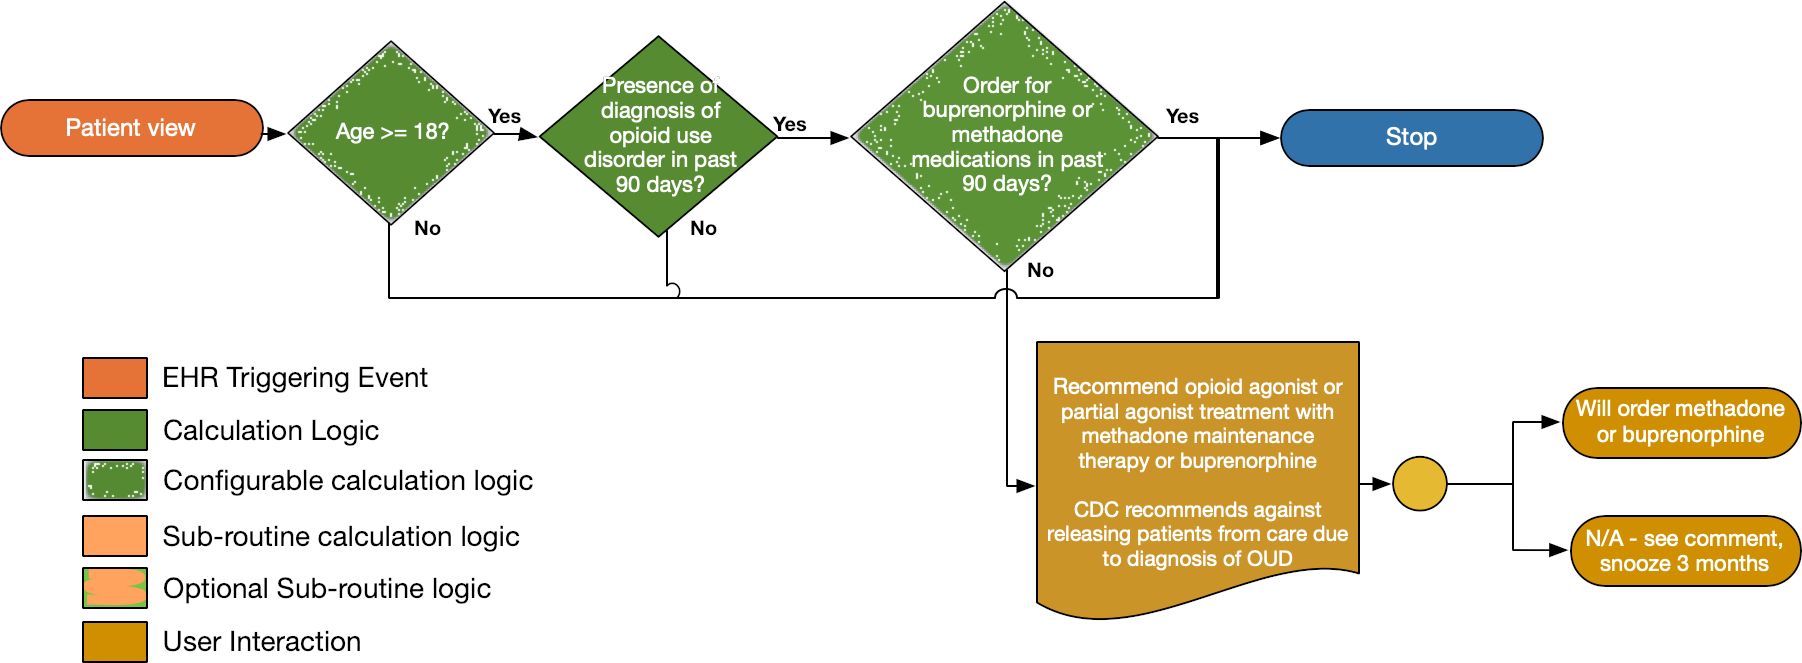 Patient view
Age >= 18?
Yes
No
Presence of
diagnosis of
opioid use
disorder in past
90 days?
Yes
No
Order for
buprenorphine or
methadone
medications in past
90 days?
Yes
No
Stop
Recommend opioid agonist or
partial agonist treatment with
methadone maintenance
therapy or buprenorphine
CDC recommends against
releasing patients from care due
to diagnosis of OUD
Will order methadone
or buprenorphine
N/A - see comment,
snooze 3 months
EHR Triggering Event
Calculation Logic
Configurable calculation logic
Sub-routine calculation logic
Optional Sub-routine logic
User Interaction